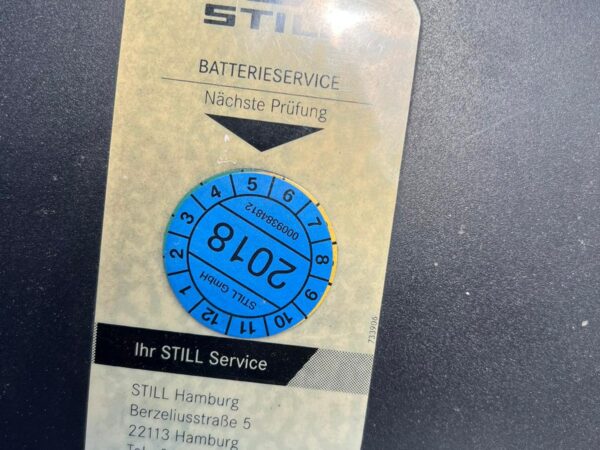 STILL
BATTERIESERVICE
Nächste Prüfung
1 2 3 4 5 6 7 8 9 10 11 12
0009384812
2018
STILL GmbH
733906
Ihr STILL Service
STILL Hamburg
Berzeliusstraße 5
22113 Hamburg